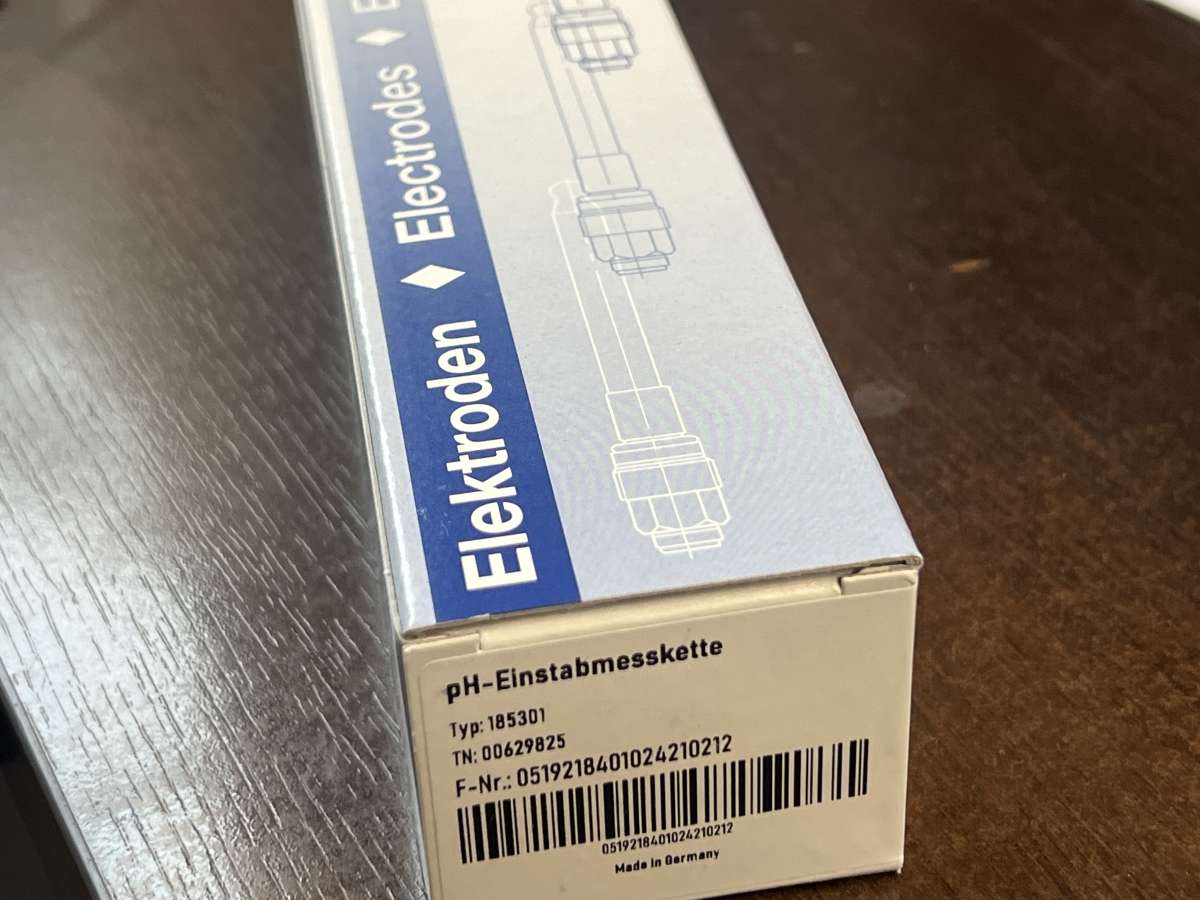 Elektroden ♦ Electrodes ♦ E
pH-Einstabmesskette
Typ: 185301
TN: 00629825
F-Nr.: 0519218401024210212
0519218401024210212
Made in Germany